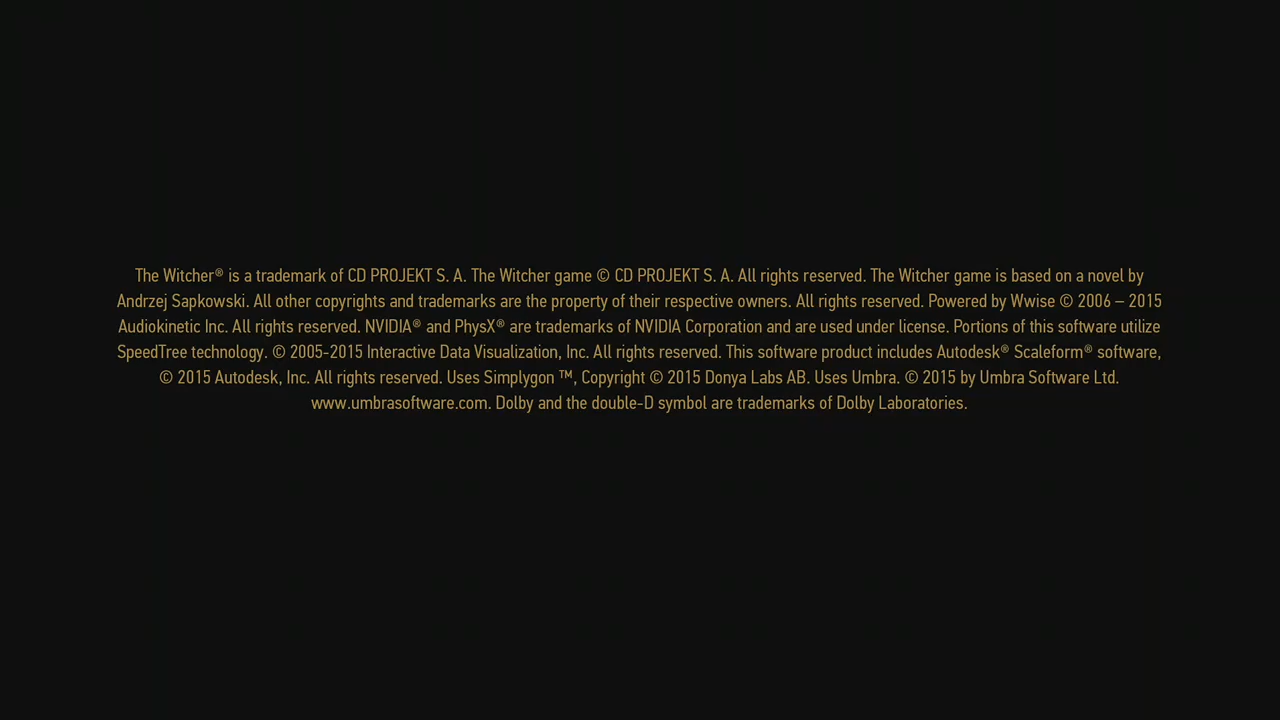 The Witcher® is a trademark of CD PROJEKT S. A. The Witcher game © CD PROJEKT S. A. All rights reserved. The Witcher game is based on a novel by
Andrzej Sapkowski. All other copyrights and trademarks are the property of their respective owners. All rights reserved. Powered by Wwise © 2006 – 2015
Audiokinetic Inc. All rights reserved. NVIDIA® and PhysX® are trademarks of NVIDIA Corporation and are used under license. Portions of this software utilize
SpeedTree technology. © 2005-2015 Interactive Data Visualization, Inc. All rights reserved. This software product includes Autodesk® Scaleform® software,
© 2015 Autodesk, Inc. All rights reserved. Uses Simplygon ™, Copyright © 2015 Donya Labs AB. Uses Umbra. © 2015 by Umbra Software Ltd.
www.umbrasoftware.com. Dolby and the double-D symbol are trademarks of Dolby Laboratories.